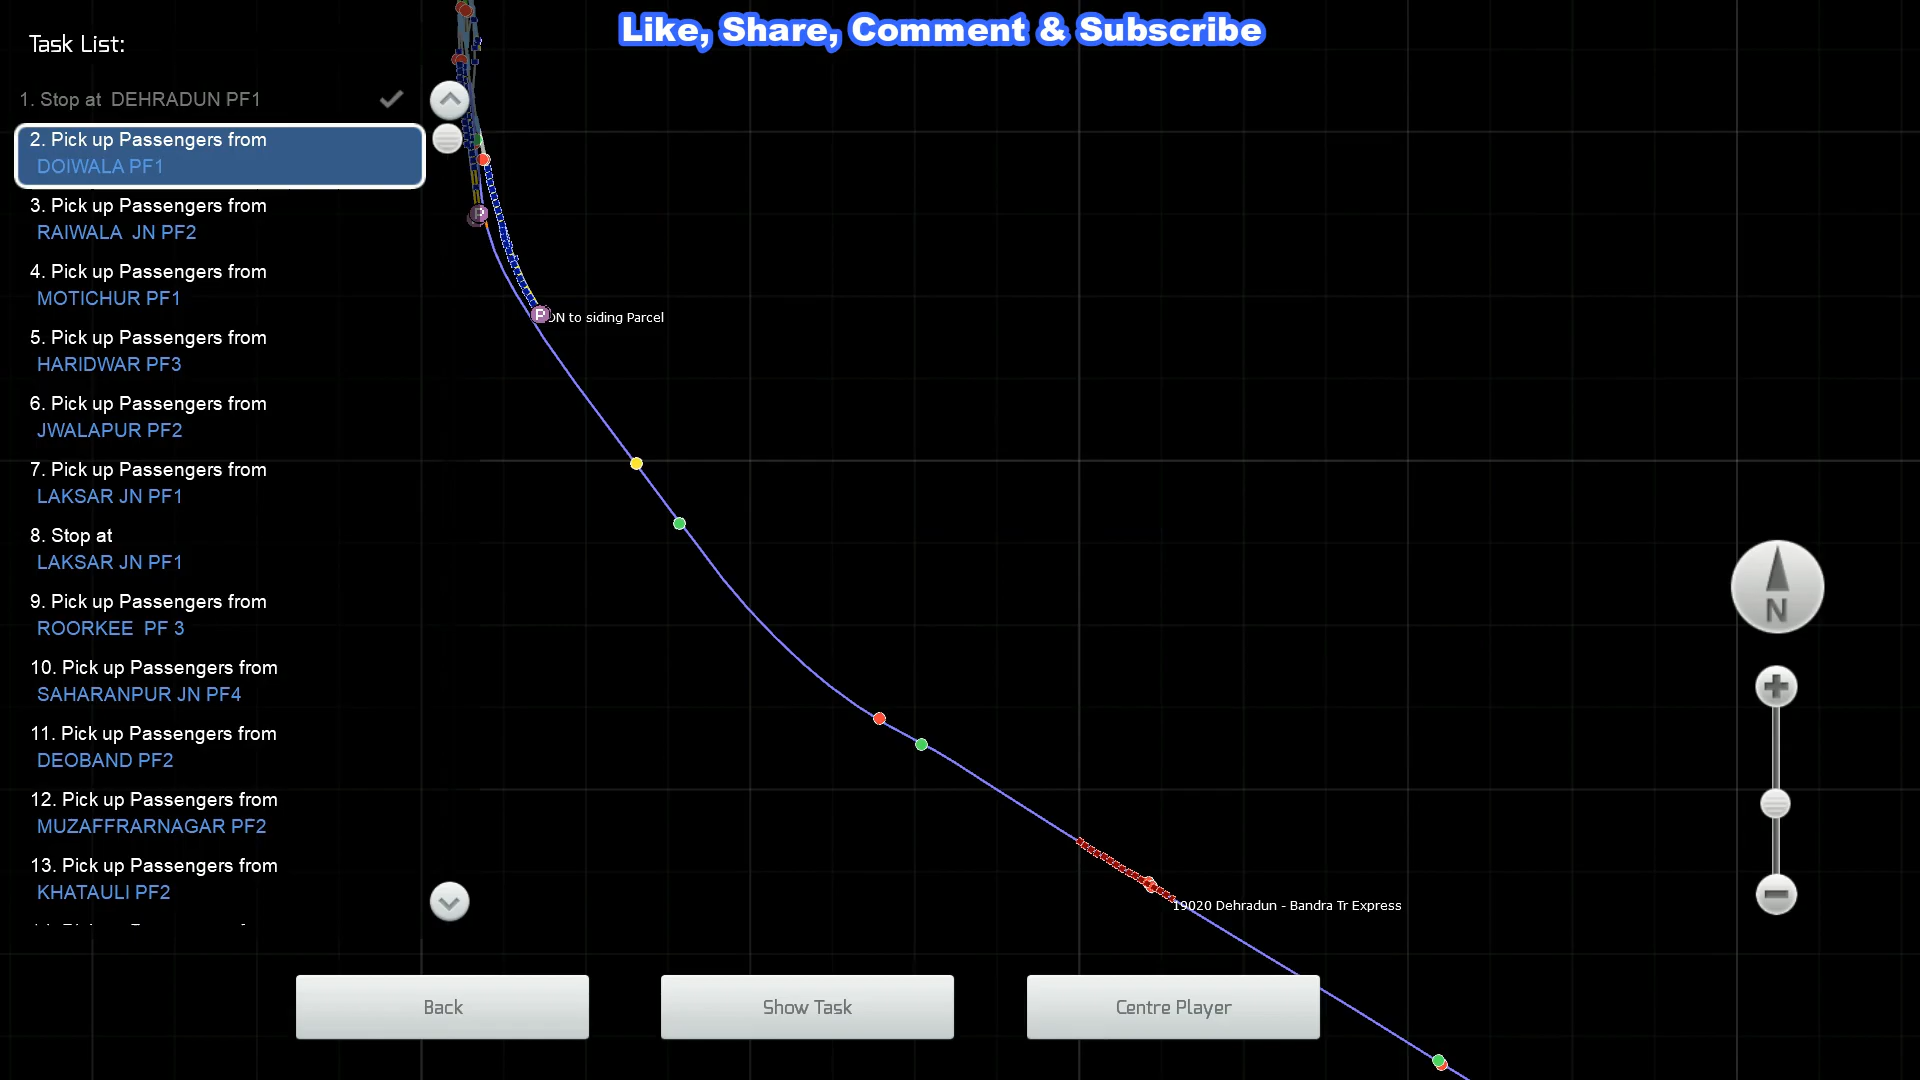 Like, Share, Comment & Subscribe
Task List:
1. Stop at DEHRADUN PF1
2. Pick up Passengers from
DOIWALA PF1
3. Pick up Passengers from
RAIWALA JN PF2
4. Pick up Passengers from
MOTICHUR PF1
5. Pick up Passengers from
HARIDWAR PF3
6. Pick up Passengers from
JWALAPUR PF2
7. Pick up Passengers from
LAKSAR JN PF1
8. Stop at
LAKSAR JN PF1
9. Pick up Passengers from
ROORKEE PF 3
10. Pick up Passengers from
SAHARANPUR JN PF4
11. Pick up Passengers from
DEOBAND PF2
12. Pick up Passengers from
MUZAFFRARNAGAR PF2
13. Pick up Passengers from
KHATAULI PF2
P
P
DN to siding Parcel
19020 Dehradun - Bandra Tr Express
N
Back
Show Task
Centre Player